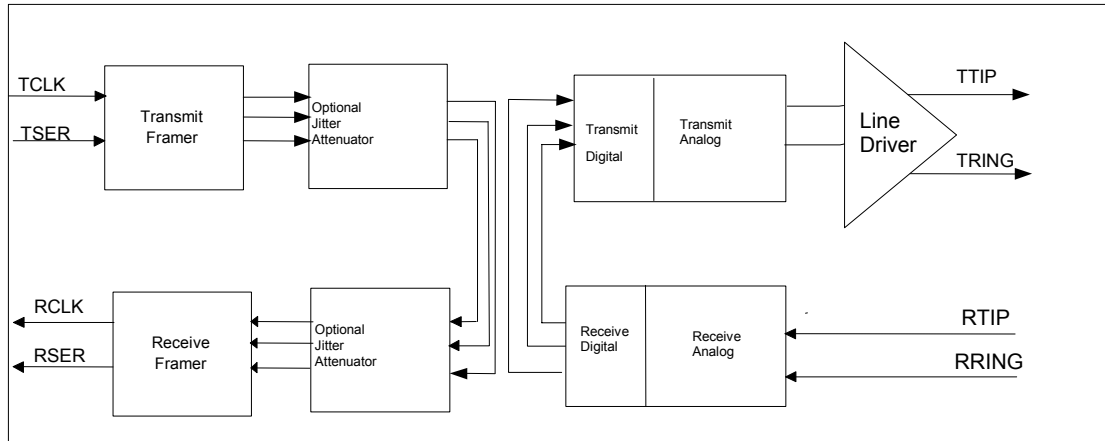 TCLK
TSER
Transmit
Framer
Optional
Jitter
Attenuator
Transmit
Digital
Transmit
Analog
Line
Driver
TTIP
TRING
RCLK
RSER
Receive
Framer
Optional
Jitter
Attenuator
Receive
Digital
Receive
Analog
RTIP
RRING